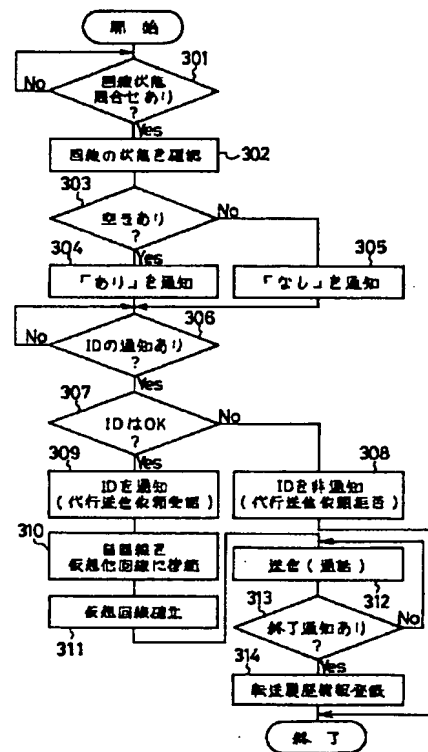 開始
301
回線状態
問合せあり
?
No
Yes
回線の状態を確認
302
303
空きあり
?
No
Yes
304
「あり」を通知
305
「なし」を通知
306
IDの通知あり
?
No
Yes
307
IDはOK
?
No
Yes
309
IDを通知
(代行送信依頼受諾)
308
IDを非通知
(代行送信依頼拒否)
310
仮想化回線に接続
送信(通話)
312
仮想回線確立
311
313
終了通知あり
?
No
Yes
314
転送履歴情報登録
終了